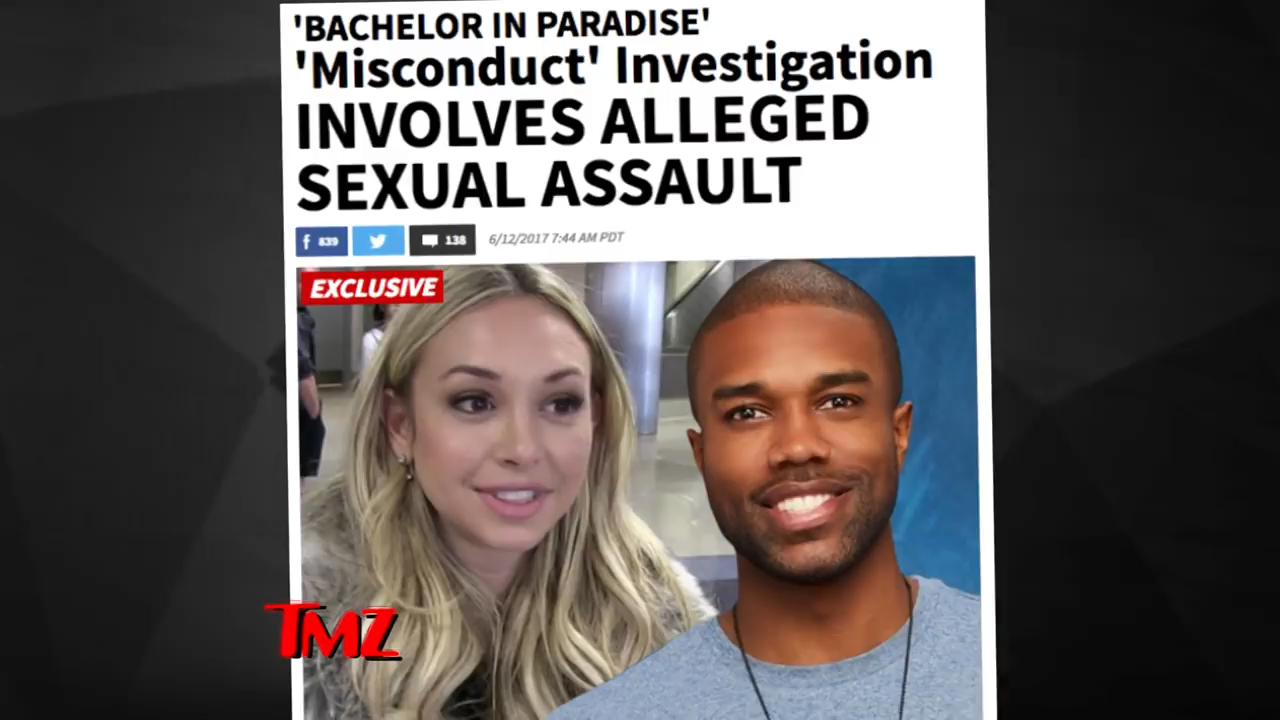 'BACHELOR IN PARADISE'
'Misconduct' Investigation
INVOLVES ALLEGED
SEXUAL ASSAULT
f 839
138
6/12/2017 7:44 AM PDT
EXCLUSIVE
TMZ